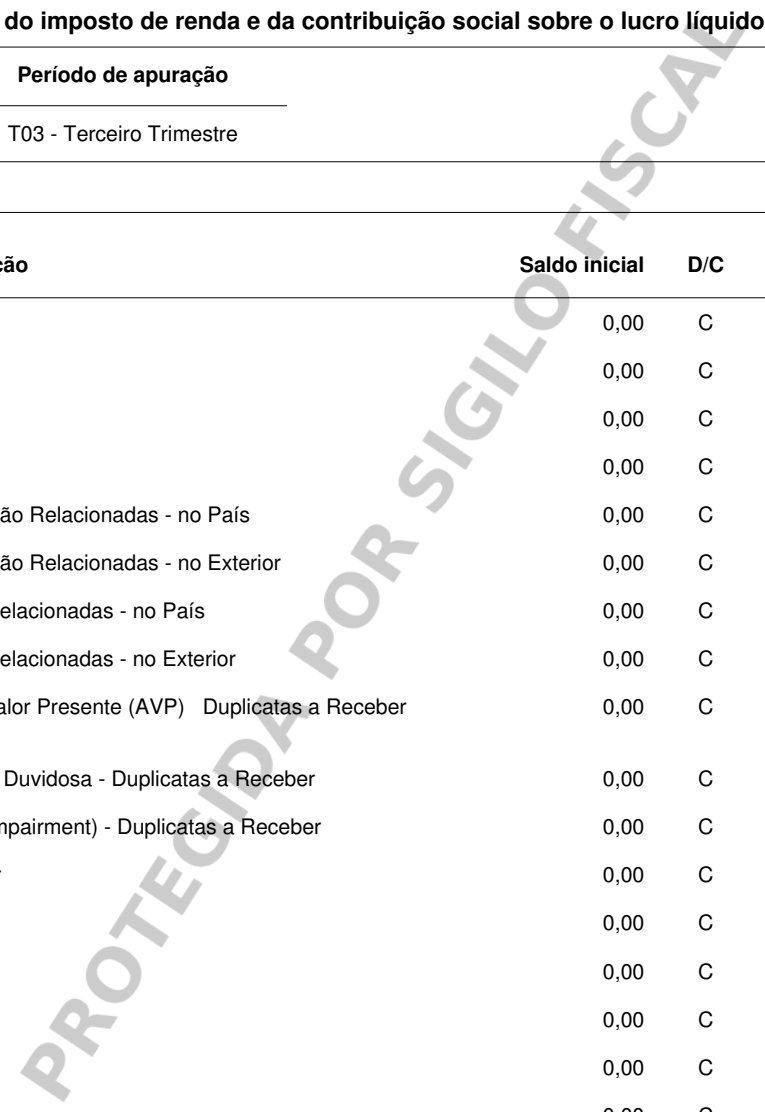 do imposto de renda e da contribuição social sobre o lucro líquido
Período de apuração
T03 - Terceiro Trimestre
Saldo inicial D/C
0,00 C
0,00 C
0,00 C
0,00 C
Relacionadas - no País 0,00 C
Relacionadas - no Exterior 0,00 C
elacionadas - no País 0,00 C
elacionadas - no Exterior 0,00 C
alor Presente (AVP) Duplicatas a Receber 0,00 C
Duvidosa - Duplicatas a Receber 0,00 C
mpairment) - Duplicatas a Receber 0,00 C
0,00 C
0,00 C
0,00 C
0,00 C
0,00 C
PROTEGIDA POR SIGILO FISCAL